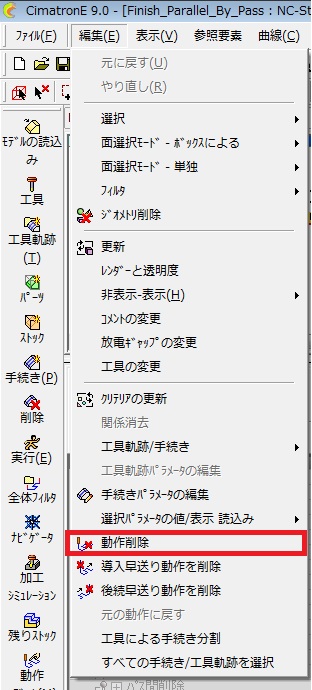 CimatronE 9.0 - [Finish_Parallel_By_Pass : NC-St
ﾌｧｲﾙ(F) 編集(E) 表示(V) 参照要素 曲線(C)
元に戻す(U)
やり直し(R)
選択
面選択ﾓｰﾄﾞ - ﾎﾞｯｸｽによる
面選択ﾓｰﾄﾞ - 単独
ﾌｨﾙﾀ
ｼﾞｵﾒﾄﾘ削除
更新
ﾚﾝﾀﾞｰと透明度
非表示-表示(H)
ｺﾒﾝﾄの変更
放電ｷﾞｬｯﾌﾟの変更
工具の変更
ｸﾘﾃﾘｱの更新
関係消去
工具軌跡/手続き
工具軌跡ﾊﾟﾗﾒｰﾀの編集
手続きﾊﾟﾗﾒｰﾀの編集
選択ﾊﾟﾗﾒｰﾀの値/表示 読込み
動作削除
導入早送り動作を削除
後続早送り動作を削除
元の動作に戻す
工具による手続き分割
すべての手続き/工具軌跡を選択
ﾓﾃﾞﾙの読込
み
工具
工具軌跡
(I)
ﾊﾟｰﾂ
ｽﾄｯｸ
手続き(P)
削除
実行(E)
全体ﾌｨﾙﾀ
ﾅﾋﾞｹﾞｰﾀ
加工
ｼﾐｭﾚｰｼｮﾝ
残りｽﾄｯｸ
動作
ﾊﾟｽ間削除